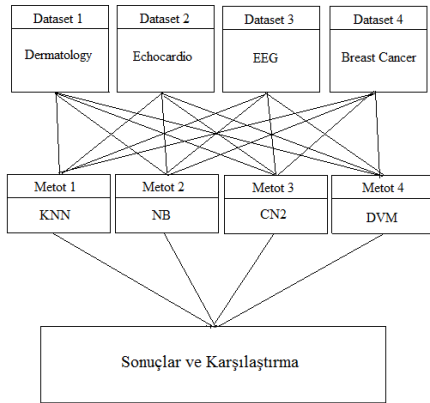 Dataset 1
Dermatology
Dataset 2
Echocardio
Dataset 3
EEG
Dataset 4
Breast Cancer
Metot 1
KNN
Metot 2
NB
Metot 3
CN2
Metot 4
DVM
Sonuçlar ve Karşılaştırma